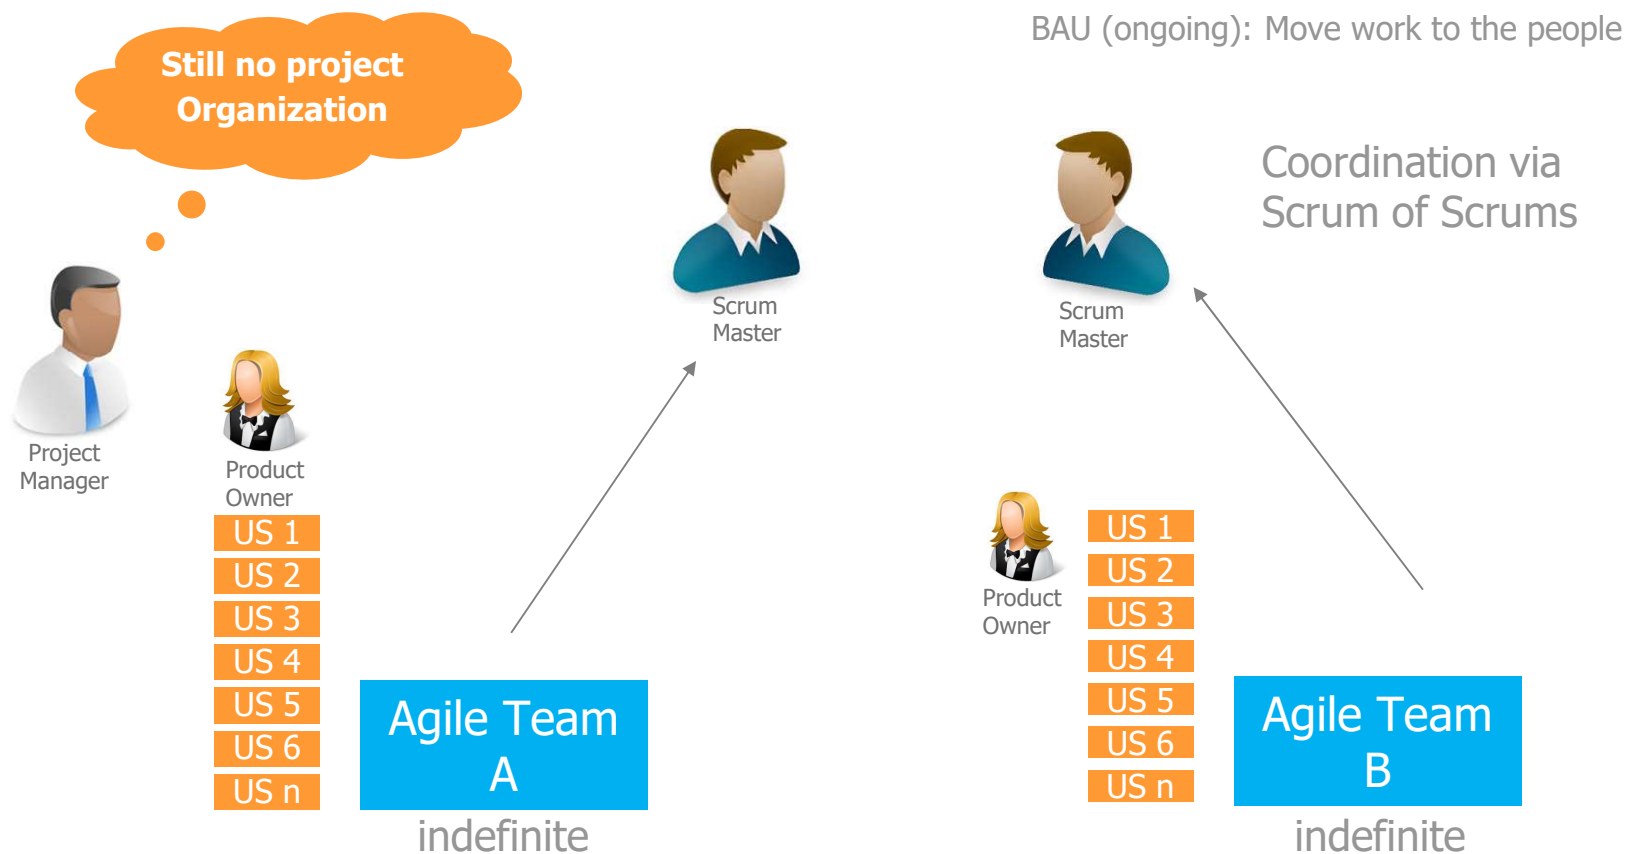 BAU (ongoing): Move work to the people
Still no project
Organization
Coordination via
Scrum of Scrums
Scrum
Master
Scrum
Master
Project
Manager
Product
Owner
US 1
US 2
US 3
US 4
US 5
US 6
US n
Agile Team
A
indefinite
Product
Owner
US 1
US 2
US 3
US 4
US 5
US 6
US n
Agile Team
B
indefinite